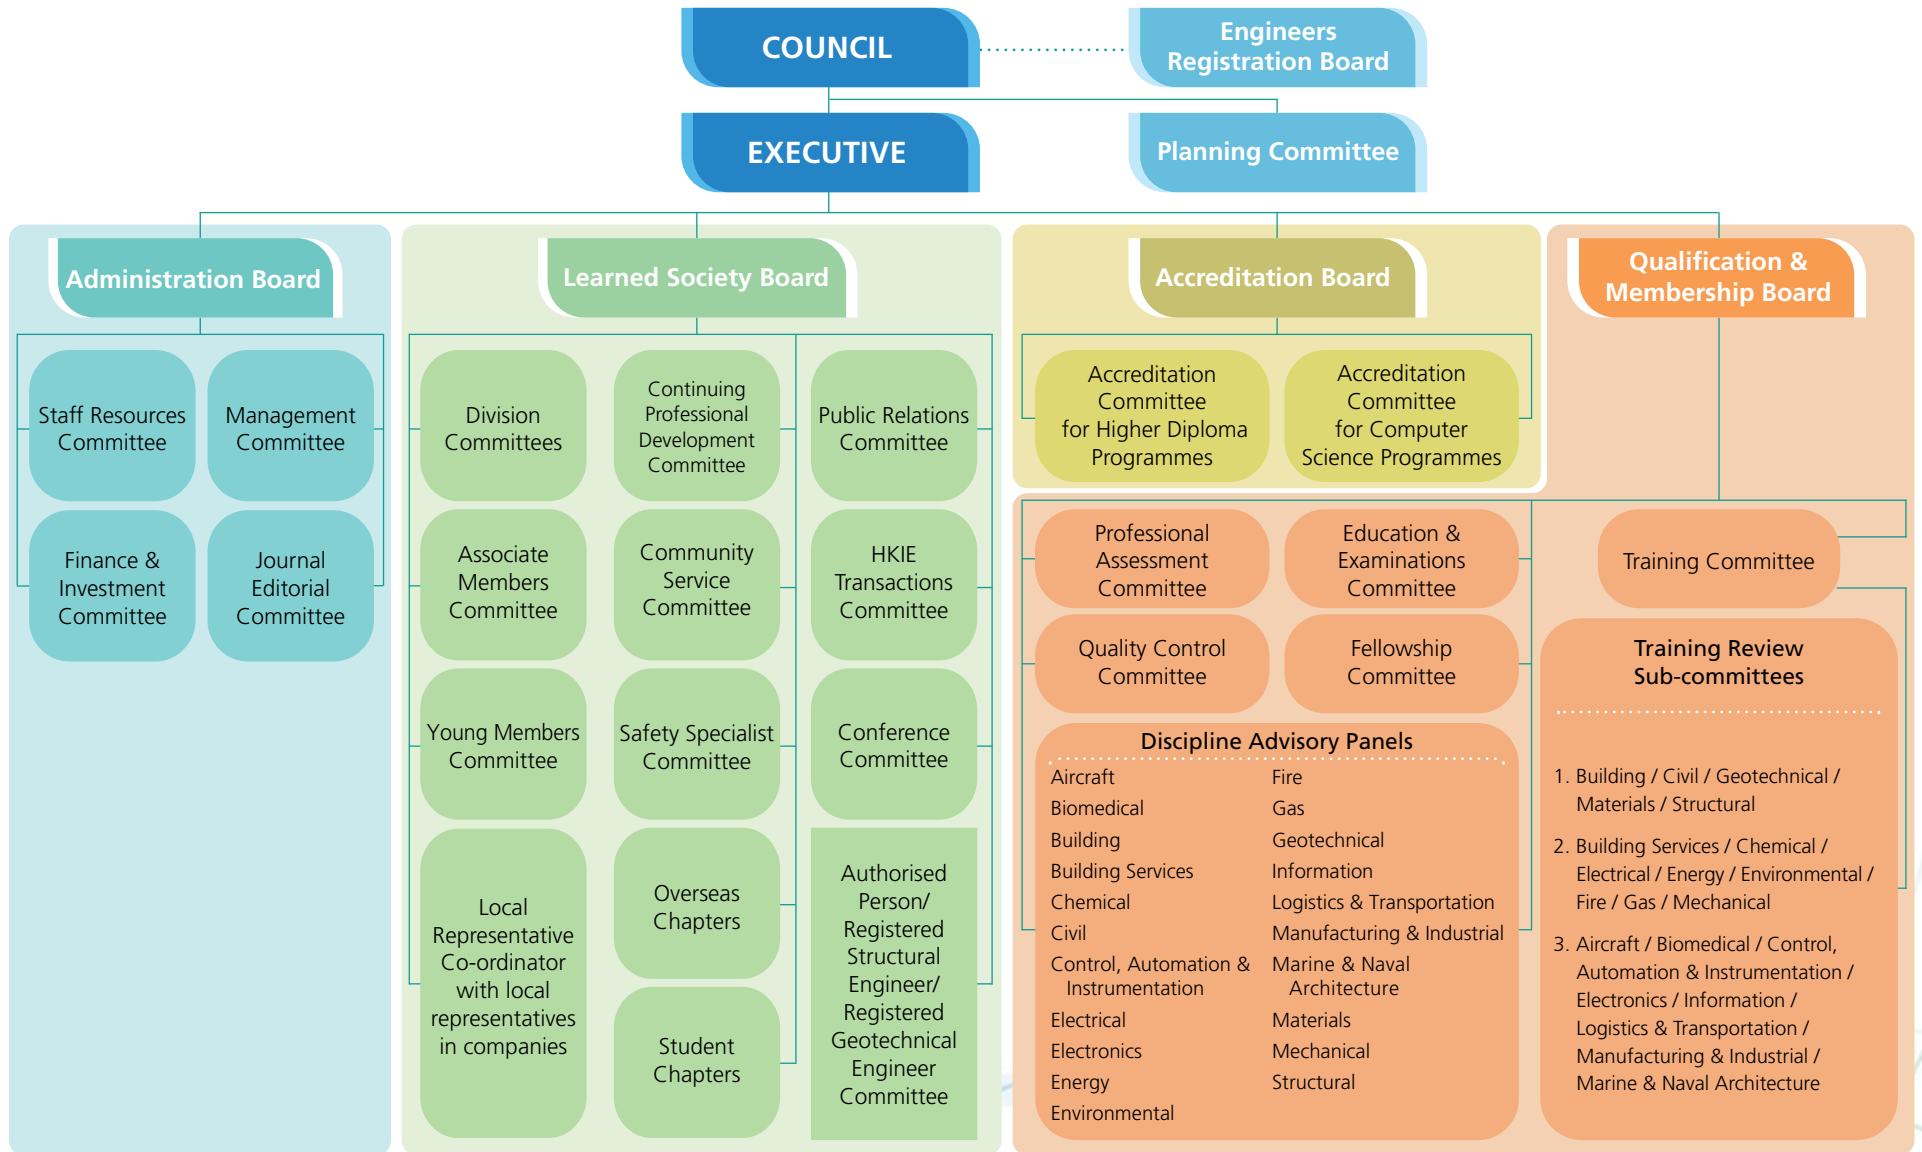 COUNCIL
Engineers
Registration Board
EXECUTIVE
Planning Committee
Administration Board
Staff Resources
Committee
Management
Committee
Finance &
Investment
Committee
Journal
Editorial
Committee
Learned Society Board
Division
Committees
Continuing
Professional
Development
Committee
Public Relations
Committee
Associate
Members
Committee
Community
Service
Committee
HKIE
Transactions
Committee
Young Members
Committee
Safety Specialist
Committee
Conference
Committee
Local
Representative
Co-ordinator
with local
representatives
in companies
Overseas
Chapters
Student
Chapters
Authorised
Person/
Registered
Structural
Engineer/
Registered
Geotechnical
Engineer
Committee
Accreditation Board
Accreditation
Committee
for Higher Diploma
Programmes
Accreditation
Committee
for Computer
Science Programmes
Qualification &
Membership Board
Professional
Assessment
Committee
Education &
Examinations
Committee
Training Committee
Quality Control
Committee
Fellowship
Committee
Discipline Advisory Panels
Aircraft
Biomedical
Building
Building Services
Chemical
Civil
Control, Automation &
Instrumentation
Electrical
Electronics
Energy
Environmental
Fire
Gas
Geotechnical
Information
Logistics & Transportation
Manufacturing & Industrial
Marine & Naval
Architecture
Materials
Mechanical
Structural
Training Review
Sub-committees
1. Building / Civil / Geotechnical /
Materials / Structural
2. Building Services / Chemical /
Electrical / Energy / Environmental /
Fire / Gas / Mechanical
3. Aircraft / Biomedical / Control,
Automation & Instrumentation /
Electronics / Information /
Logistics & Transportation /
Manufacturing & Industrial /
Marine & Naval Architecture